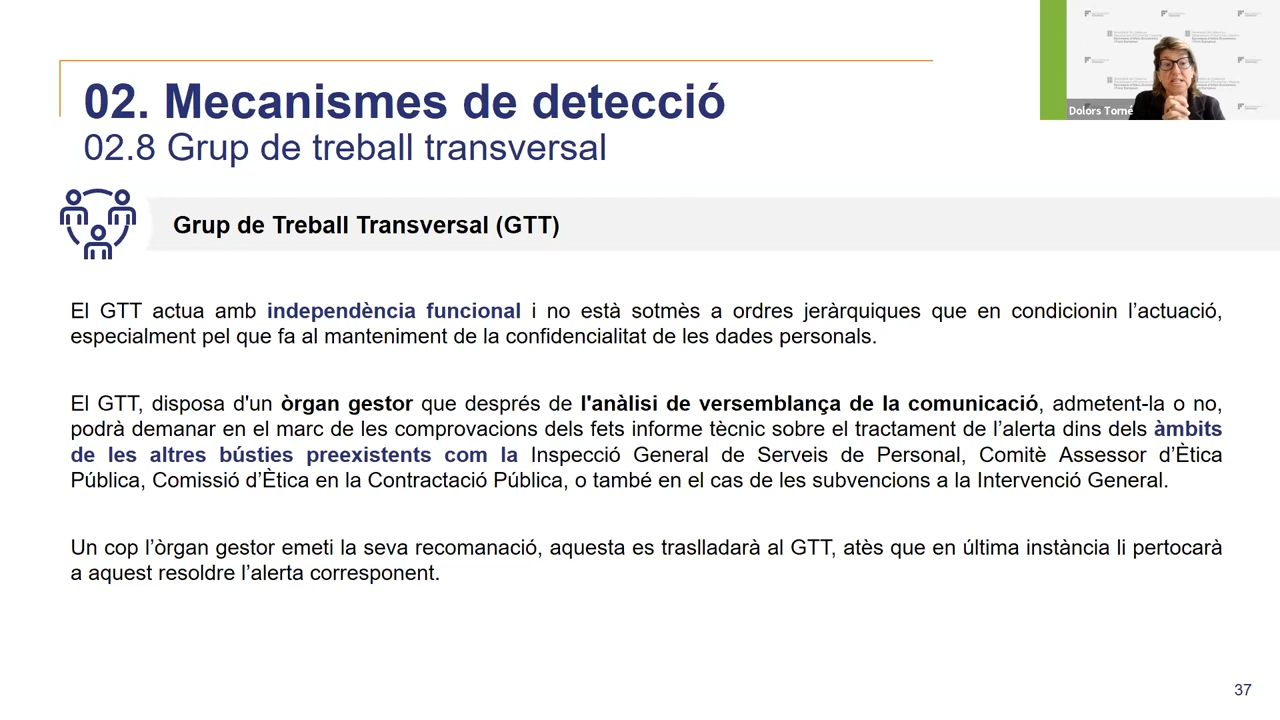 Dolors Tomé
02. Mecanismes de detecció
02.8 Grup de treball transversal
Grup de Treball Transversal (GTT)
El GTT actua amb independència funcional i no està sotmès a ordres jeràrquiques que en condicionin l’actuació,
especialment pel que fa al manteniment de la confidencialitat de les dades personals.
El GTT, disposa d'un òrgan gestor que després de l'anàlisi de versemblança de la comunicació, admetent-la o no,
podrà demanar en el marc de les comprovacions dels fets informe tècnic sobre el tractament de l’alerta dins dels àmbits
de les altres bústies preexistents com la Inspecció General de Serveis de Personal, Comitè Assessor d’Ètica
Pública, Comissió d’Ètica en la Contractació Pública, o també en el cas de les subvencions a la Intervenció General.
Un cop l’òrgan gestor emeti la seva recomanació, aquesta es traslladarà al GTT, atès que en última instància li pertocarà
a aquest resoldre l’alerta corresponent.
37